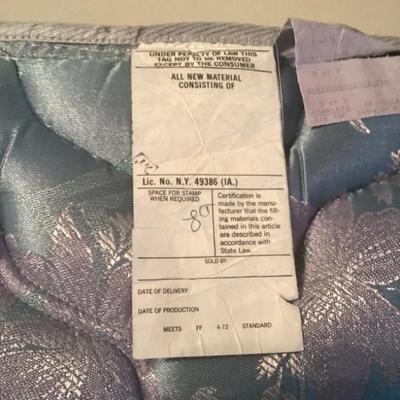 UNDER PENALTY OF LAW THIS
TAG NOT TO BE REMOVED
EXCEPT BY THE CONSUMER
ALL NEW MATERIAL
CONSISTING OF
Lic. No. N.Y. 49386 (IA.)
SPACE FOR STAMP
WHEN REQUIRED
Certification is
made by the manu-
facturer that the fill-
ing materials con-
tained in this article
are described in
accordance with
State Law.
SOLD BY
DATE OF DELIVERY
DATE OF PRODUCTION
MEETS FF 4-72 STANDARD